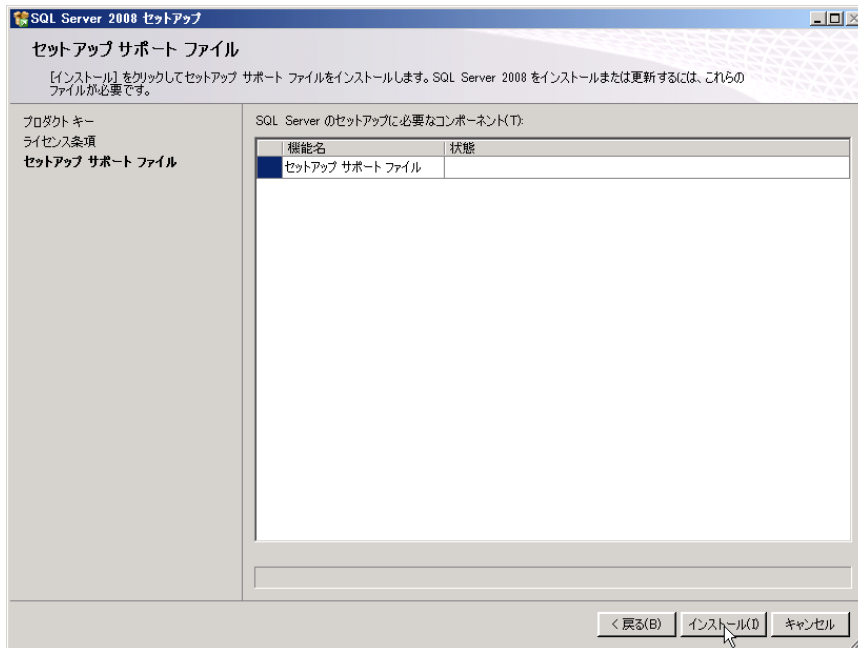 SQL Server 2008 セットアップ
セットアップ サポート ファイル
[インストール] をクリックしてセットアップ サポート ファイルをインストールします。SQL Server 2008 をインストールまたは更新するには、これらの
ファイルが必要です。
プロダクト キー
ライセンス条項
セットアップ サポート ファイル
SQL Server のセットアップに必要なコンポーネント(T):
機能名 状態
セットアップ サポート ファイル
< 戻る(B) インストール(I) キャンセル